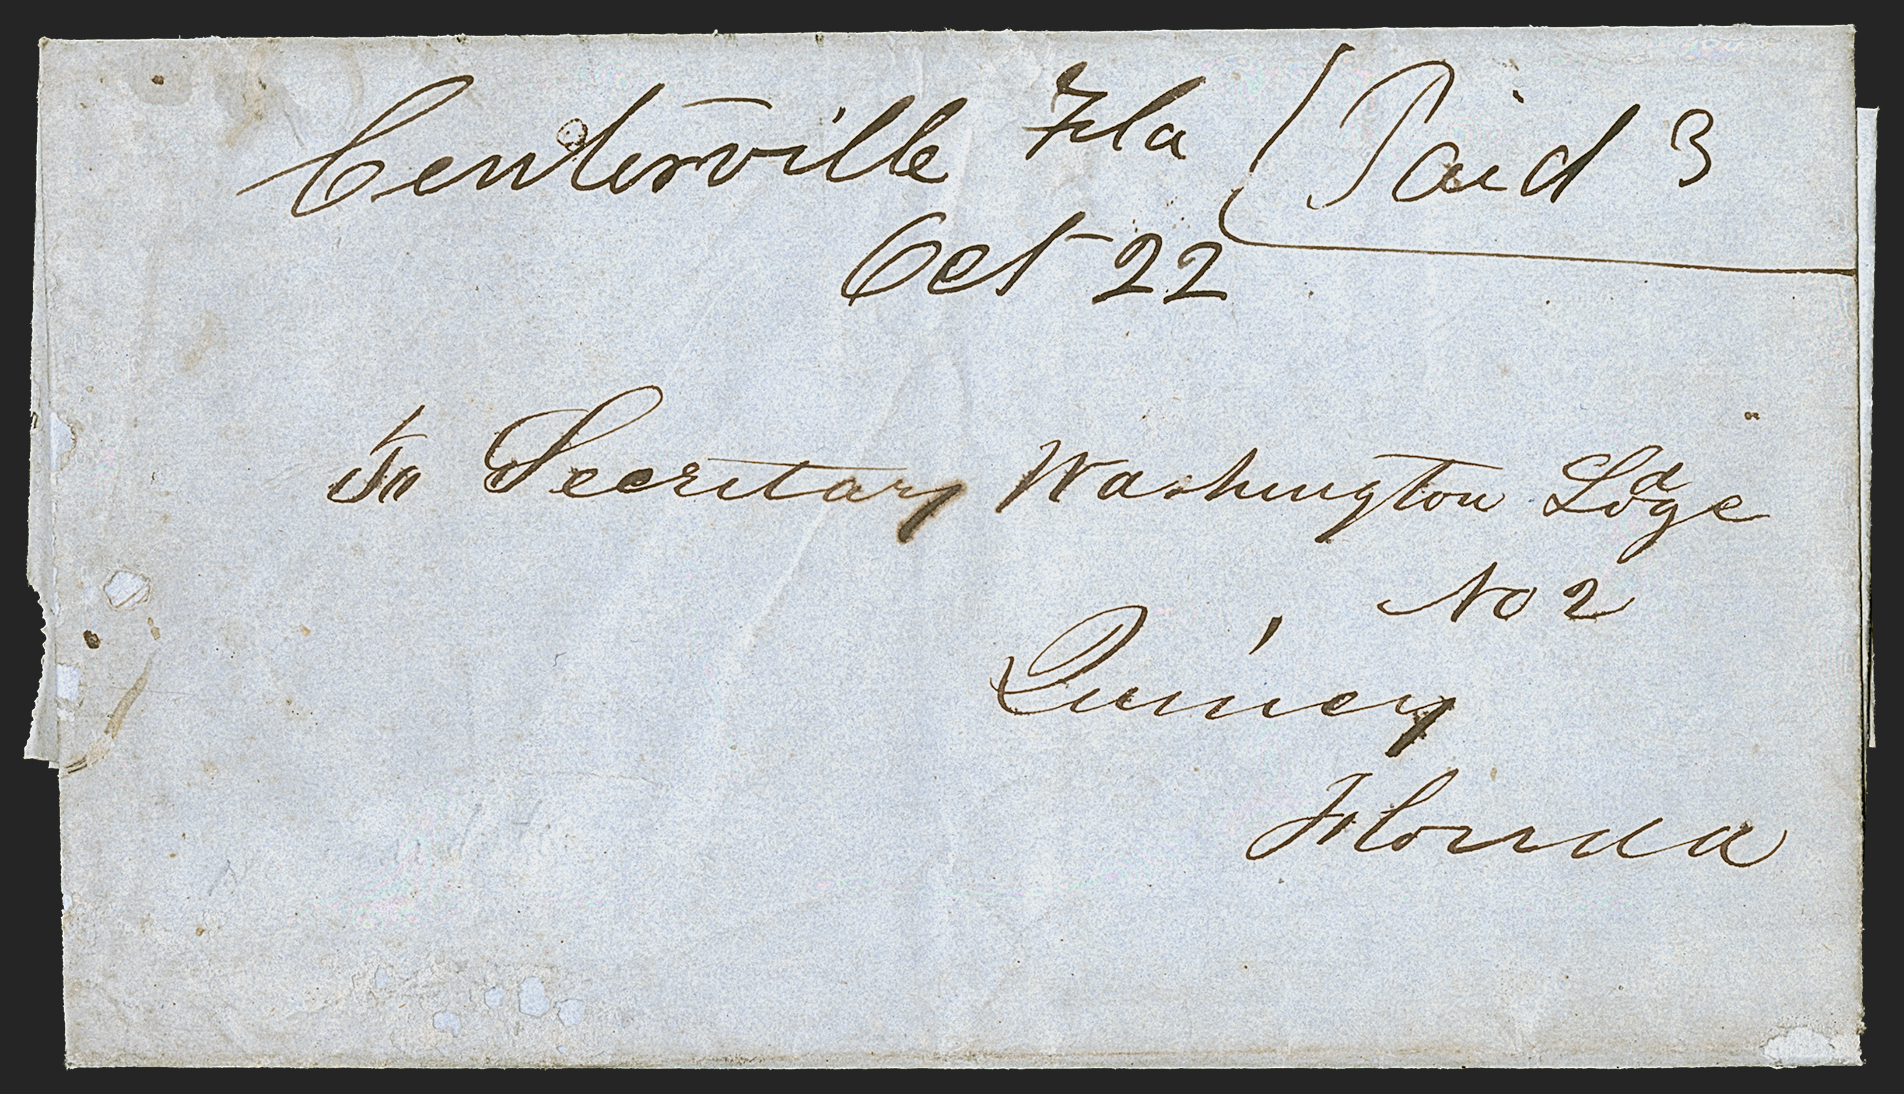 Centerville Fla
Paid 3
Oct 22
To Secretary Washington Lodge
No 2
Quincy
Florida